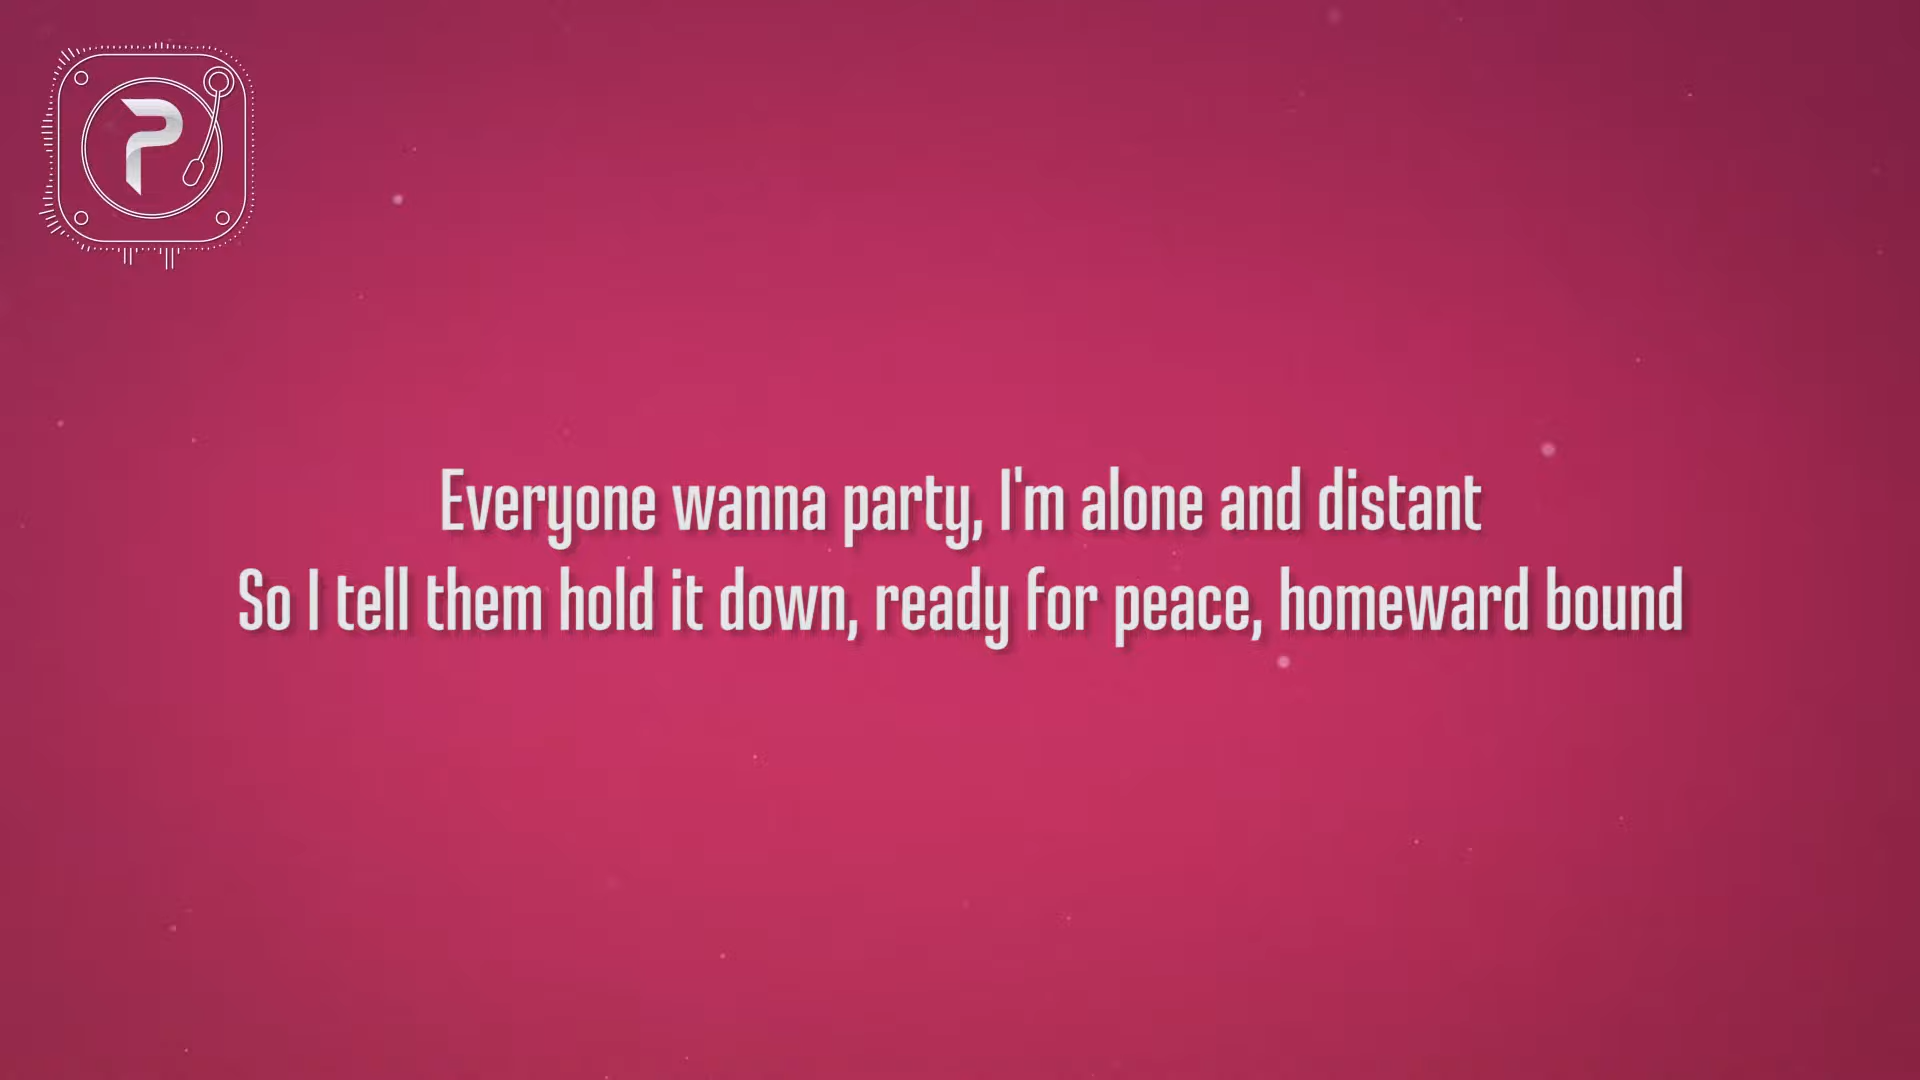 P
Everyone wanna party, I'm alone and distant
So I tell them hold it down, ready for peace, homeward bound